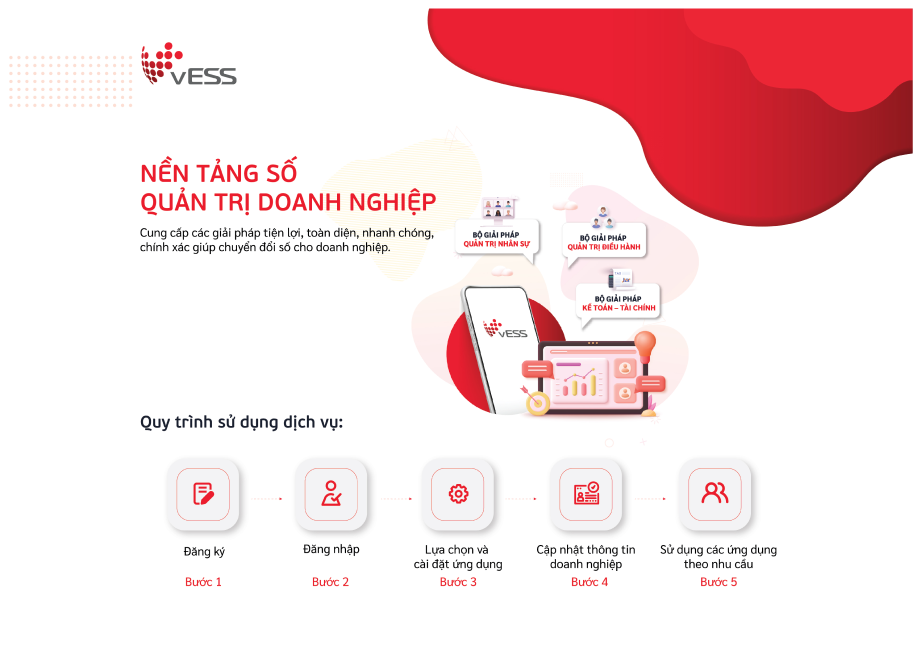 vESS
NỀN TẢNG SỐ
QUẢN TRỊ DOANH NGHIỆP
Cung cấp các giải pháp tiện lợi, toàn diện, nhanh chóng,
chính xác giúp chuyển đổi số cho doanh nghiệp.
BỘ GIẢI PHÁP
QUẢN TRỊ NHÂN SỰ
BỘ GIẢI PHÁP
QUẢN TRỊ ĐIỀU HÀNH
BỘ GIẢI PHÁP
KẾ TOÁN – TÀI CHÍNH
vESS
Quy trình sử dụng dịch vụ:
Đăng ký
Bước 1
Đăng nhập
Bước 2
Lựa chọn và
cài đặt ứng dụng
Bước 3
Cập nhật thông tin
doanh nghiệp
Bước 4
Sử dụng các ứng dụng
theo nhu cầu
Bước 5